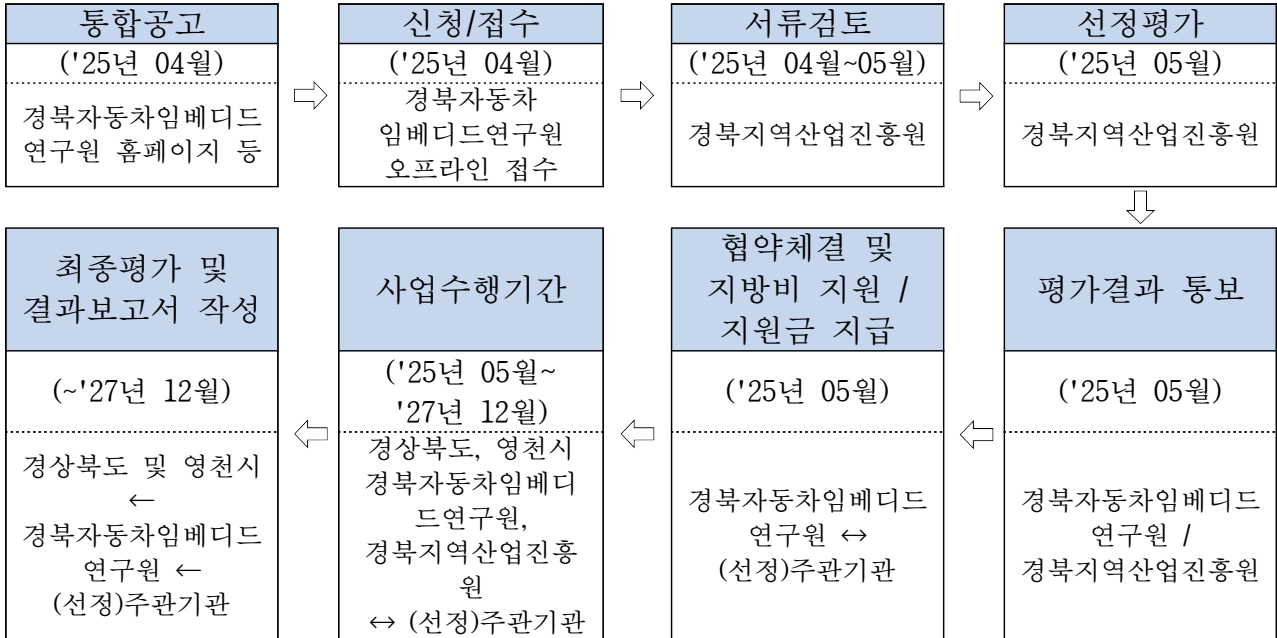 통합공고
('25년 04월)
경북자동차임베디드
연구원 홈페이지 등
신청/접수
('25년 04월)
경북자동차
임베디드연구원
오프라인 접수
서류검토
('25년 04월~05월)
경북지역산업진흥원
선정평가
('25년 05월)
경북지역산업진흥원
평가결과 통보
('25년 05월)
경북자동차임베디드
연구원 /
경북지역산업진흥원
협약체결 및
지방비 지원 /
지원금 지급
('25년 05월)
경북자동차임베디드
연구원 ↔
(선정)주관기관
사업수행기간
('25년 05월~
'27년 12월)
경상북도, 영천시
경북자동차임베디
드연구원,
경북지역산업진흥
원
↔ (선정)주관기관
최종평가 및
결과보고서 작성
(~'27년 12월)
경상북도 및 영천시
←
경북자동차임베디드
연구원 ←
(선정)주관기관